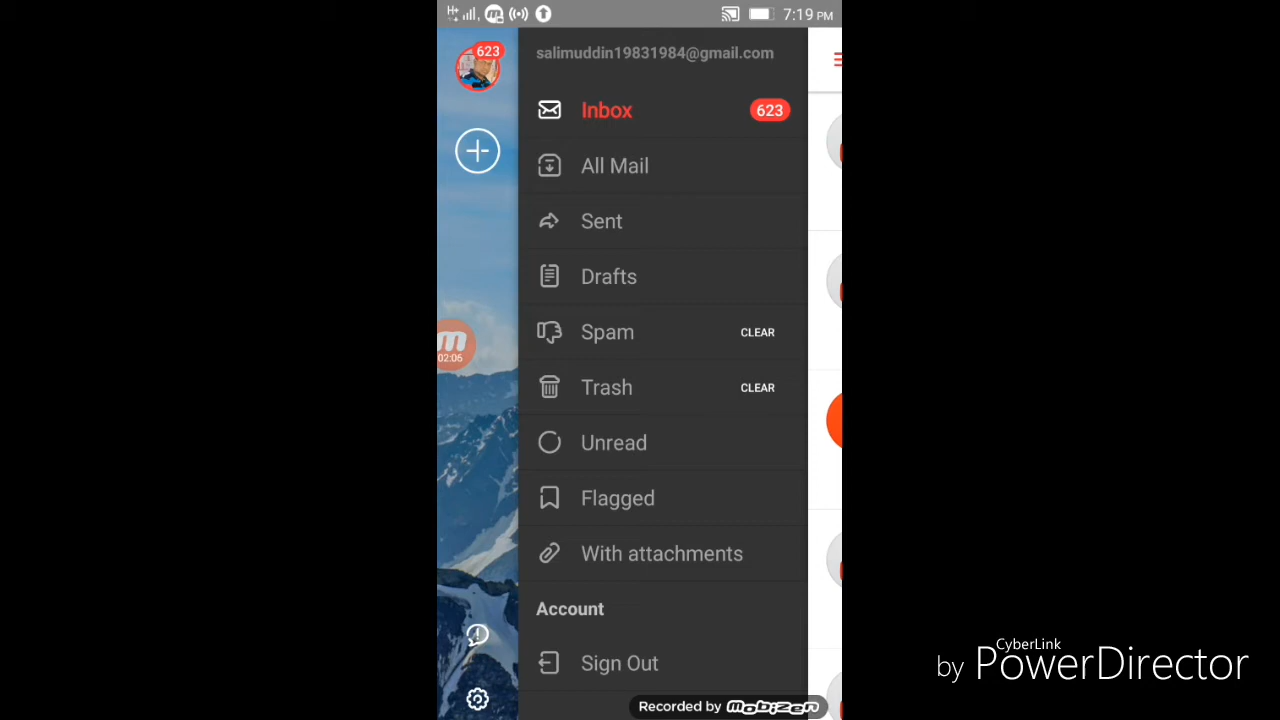 H+ 7:19 PM
623
salimuddin19831984@gmail.com
Inbox 623
All Mail
Sent
Drafts
Spam CLEAR
02:06
Trash CLEAR
Unread
Flagged
With attachments
Account
Sign Out
CyberLink
by PowerDirector
Recorded by mobizen